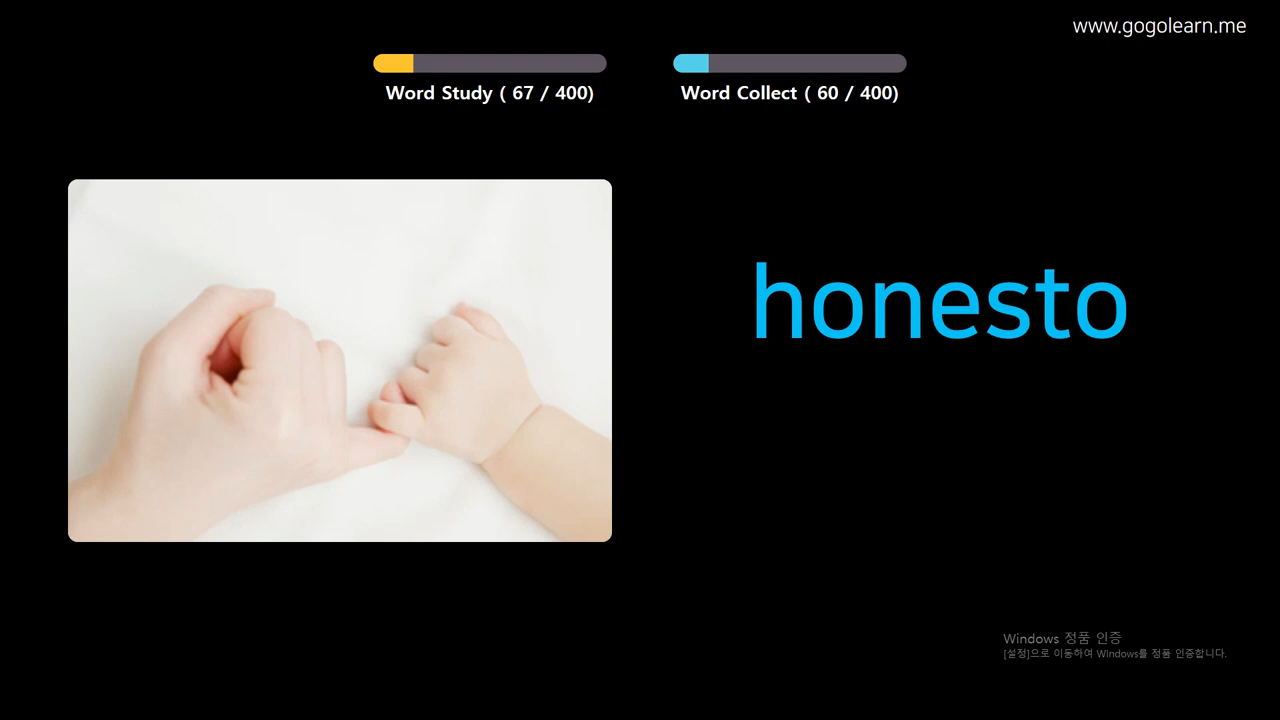 www.gogolearn.me
Word Study ( 67 / 400)
Word Collect ( 60 / 400)
honesto
Windows 정품 인증
[설정]으로 이동하여 Windows를 정품 인증합니다.